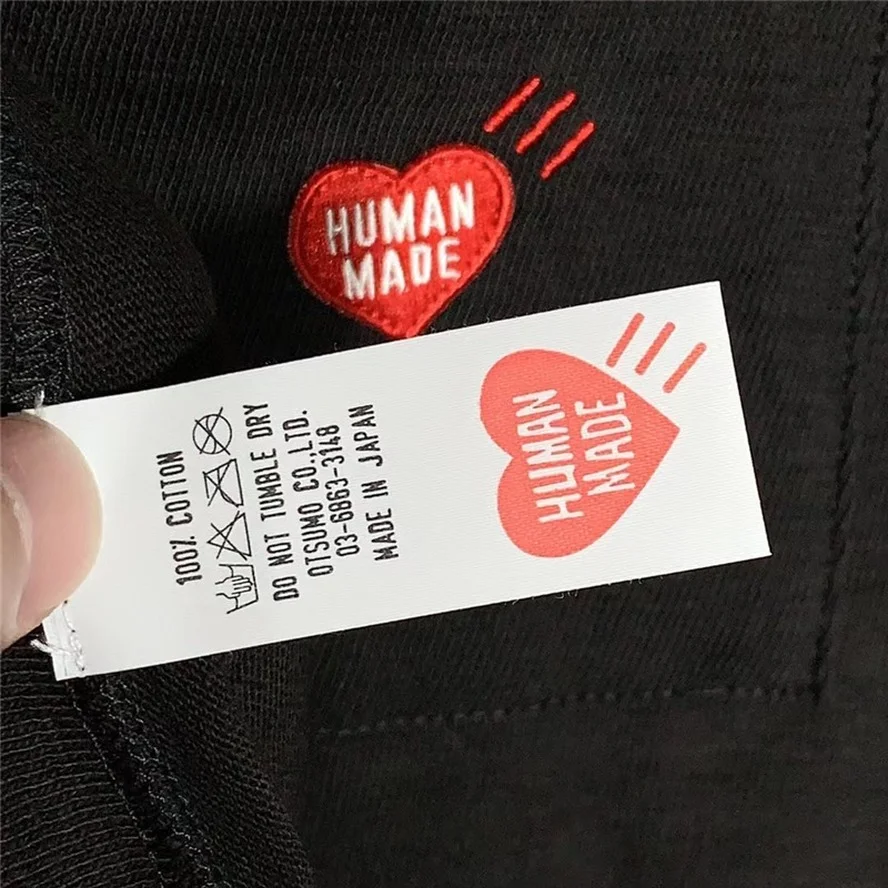 HUMAN
MADE
100% COTTON
DO NOT TUMBLE DRY
OTSUMO CO.,LTD.
03-6863-3148
MADE IN JAPAN
HUMAN
MADE